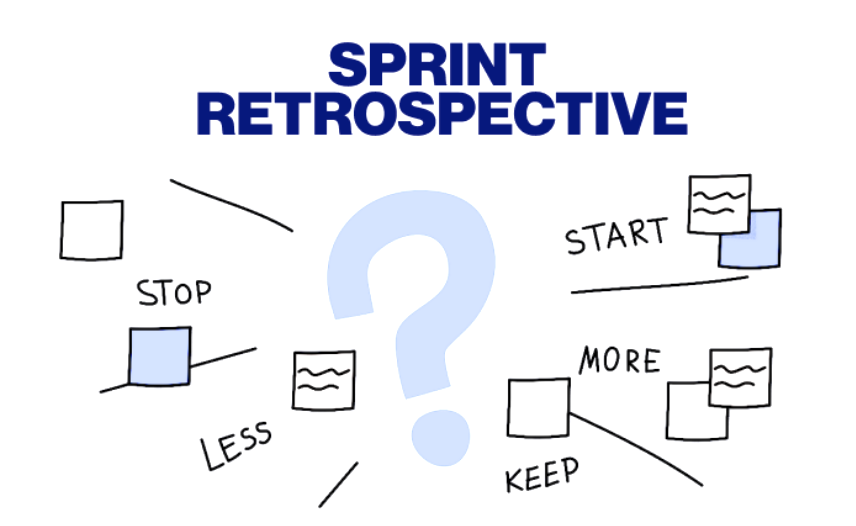 SPRINT
RETROSPECTIVE
START
STOP
MORE
LESS
KEEP